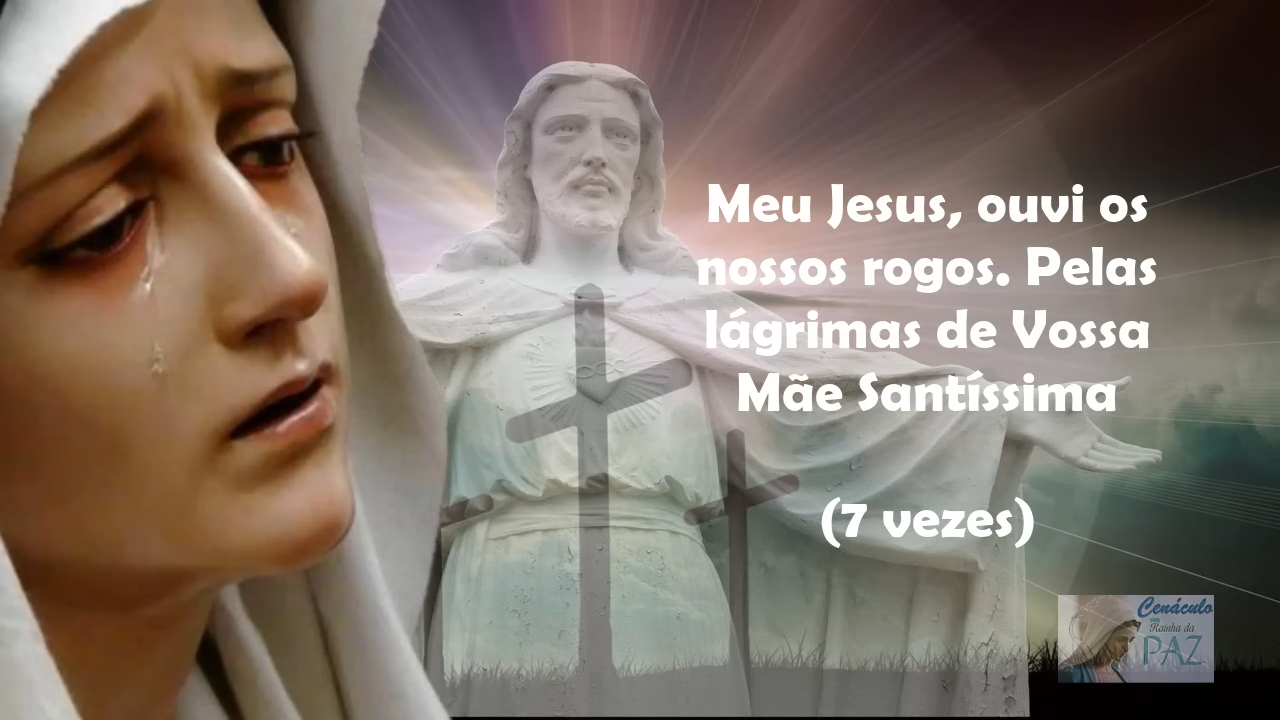 Meu Jesus, ouvi os
nossos rogos. Pelas
lágrimas de Vossa
Mãe Santíssima
(7 vezes)
Cenáculo
Rainha da
PAZ